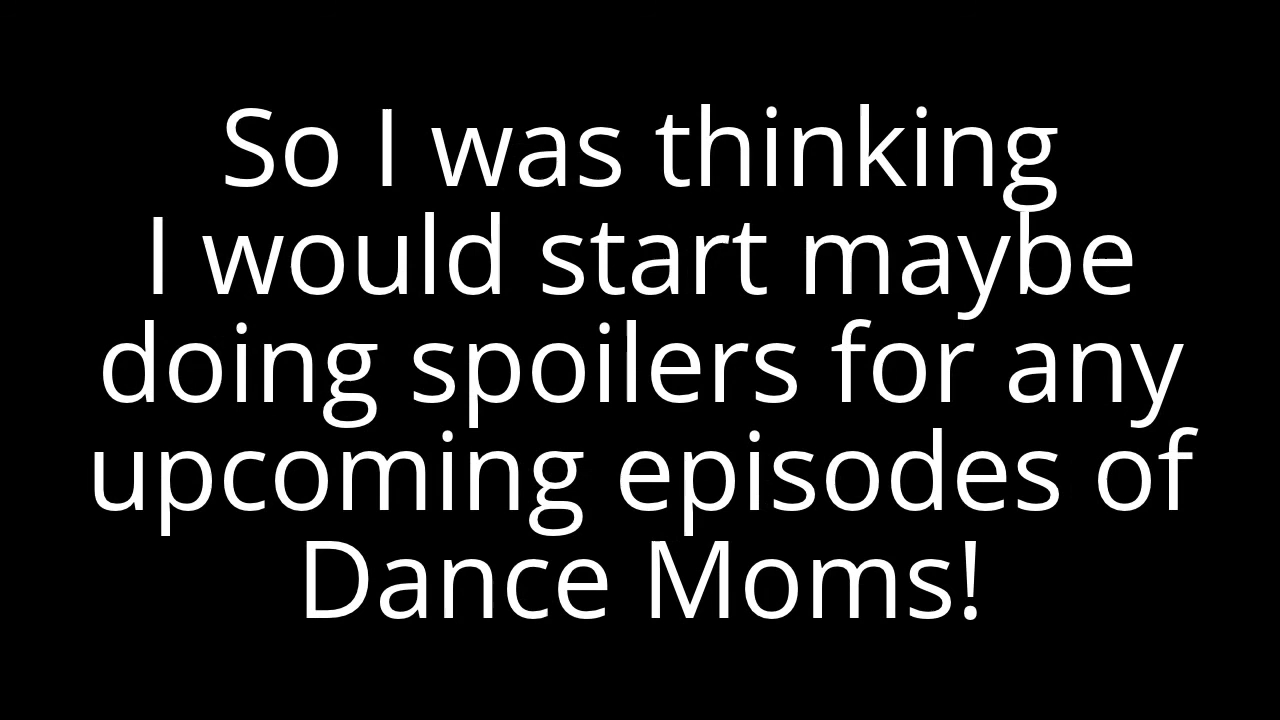 So I was thinking
I would start maybe
doing spoilers for any
upcoming episodes of
Dance Moms!